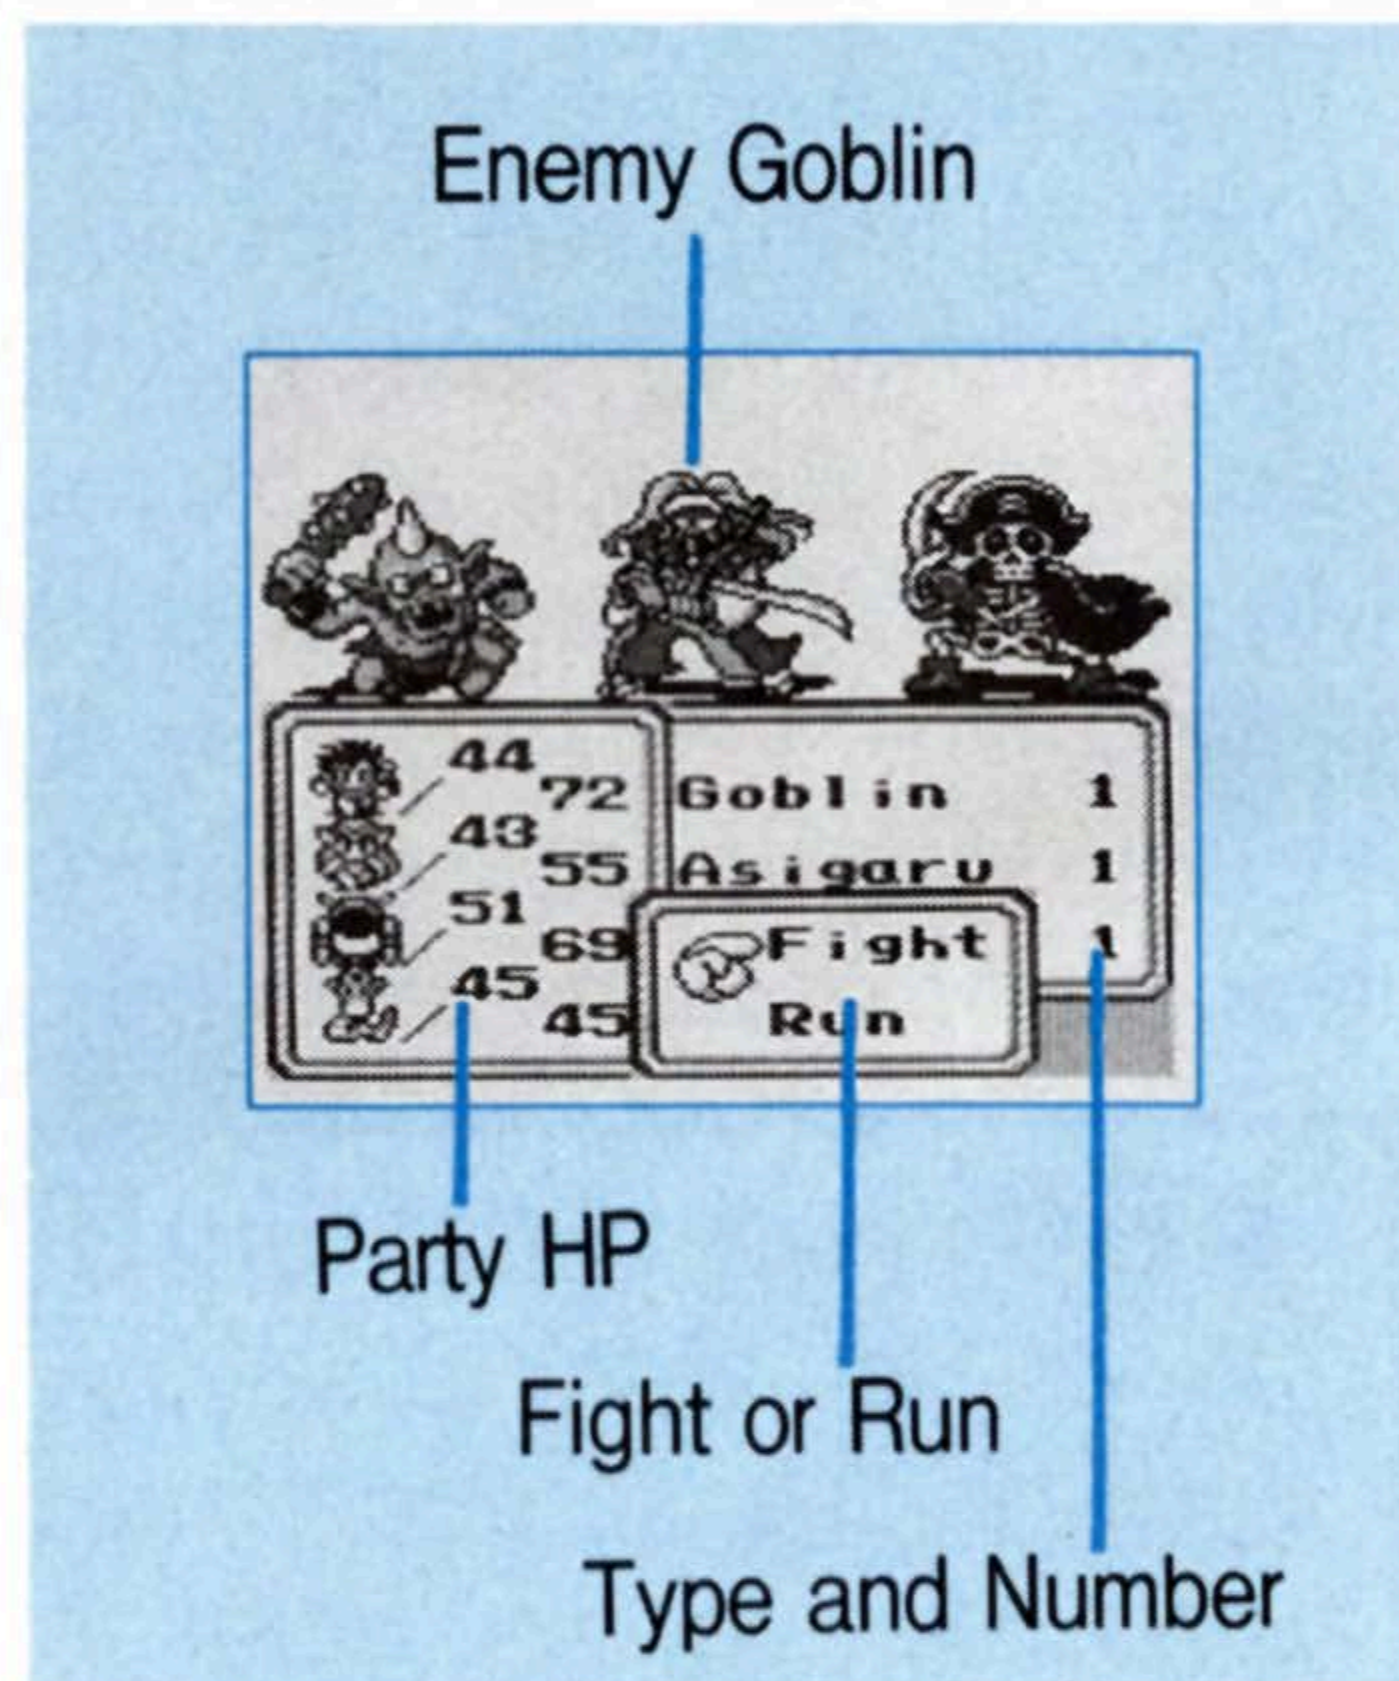 Enemy Goblin
44
72 Goblin 1
43
55 Asigaru 1
51
69 Fight 1
45
45 Run
Party HP
Fight or Run
Type and Number